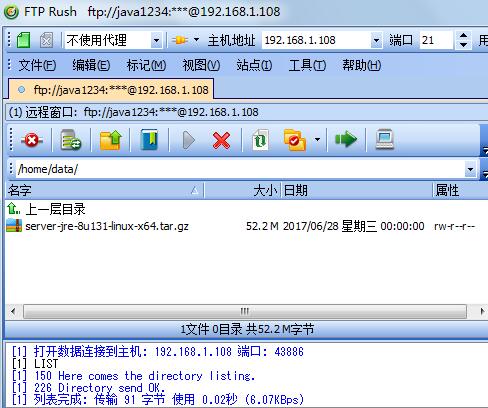 FTP Rush   ftp://java1234:***@192.168.1.108
不使用代理 主机地址 192.168.1.108 端口 21 用
文件(F) 编辑(E) 标记(M) 视图(V) 站点(I) 工具(T) 帮助(H)
ftp://java1234:***@192.168.1.108
(1) 远程窗口: ftp://java1234:***@192.168.1.108
/home/data/
名字 大小 日期 属性
上一层目录
server-jre-8u131-linux-x64.tar.gz 52.2 M 2017/06/28 星期三 00:00:00 rw-r--r--
1文件 0目录 共52.2 M字节
[1] 打开数据连接到主机: 192.168.1.108 端口: 43886
[1] LIST
[1] 150 Here comes the directory listing.
[1] 226 Directory send OK.
[1] 列表完成: 传输 91 字节 使用 0.02秒 (6.07KBps)